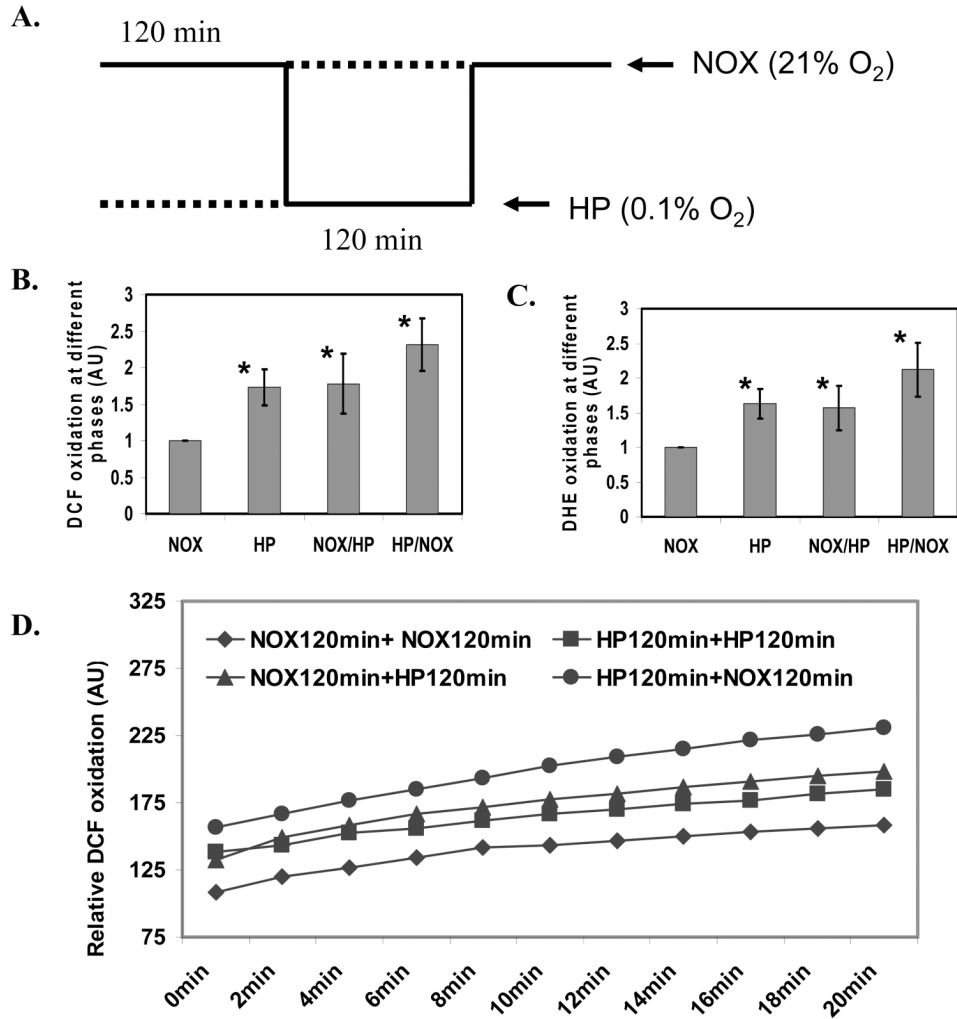 A.
120 min
NOX (21% O₂)
HP (0.1% O₂)
120 min
B.
DCF oxidation at different
phases (AU)
3
2.5
2
1.5
1
0.5
0
NOX HP NOX/HP HP/NOX
* * *
C.
DHE oxidation at different
phases (AU)
3
2.5
2
1.5
1
0.5
0
NOX HP NOX/HP HP/NOX
* * *
D.
Relative DCF oxidation (AU)
325
275
225
175
125
75
NOX120min+ NOX120min
HP120min+HP120min
NOX120min+HP120min
HP120min+NOX120min
0min 2min 4min 6min 8min 10min 12min 14min 16min 18min 20min